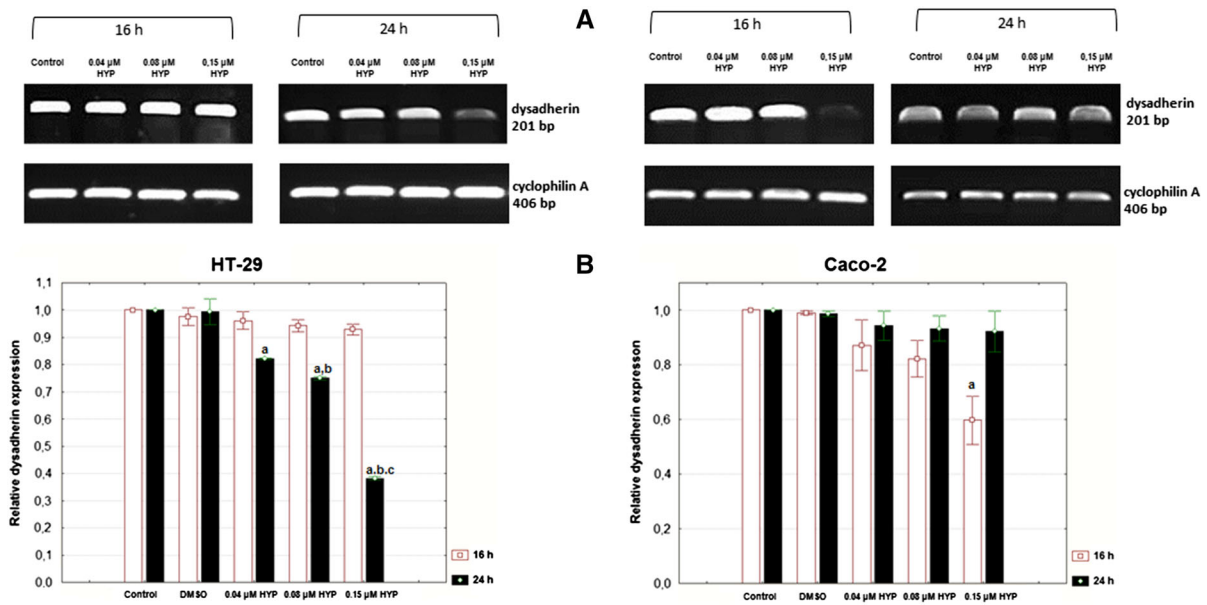 16 h
24 h
A
16 h
24 h
Control 0.04 µM HYP 0.08 µM HYP 0,15 µM HYP
Control 0.04 µM HYP 0.08 µM HYP 0,15 µM HYP
Control 0.04 µM HYP 0.08 µM HYP 0,15 µM HYP
Control 0.04 µM HYP 0.08 µM HYP 0,15 µM HYP
dysadherin
201 bp
dysadherin
201 bp
cyclophilin A
406 bp
cyclophilin A
406 bp
HT-29
B
Caco-2
Relative dysadherin expression
1,1
1,0
0,9
0,8
0,7
0,6
0,5
0,4
0,3
0,2
0,1
0,0
a
a,b
a.b.c
Control DMSO 0.04 µM HYP 0.08 µM HYP 0.15 µM HYP
16 h
24 h
Relative dysadherin expresson
1,0
0,8
0,6
0,4
0,2
0,0
a
Control DMSO 0.04 µM HYP 0.08 µM HYP 0.15 µM HYP
16 h
24 h